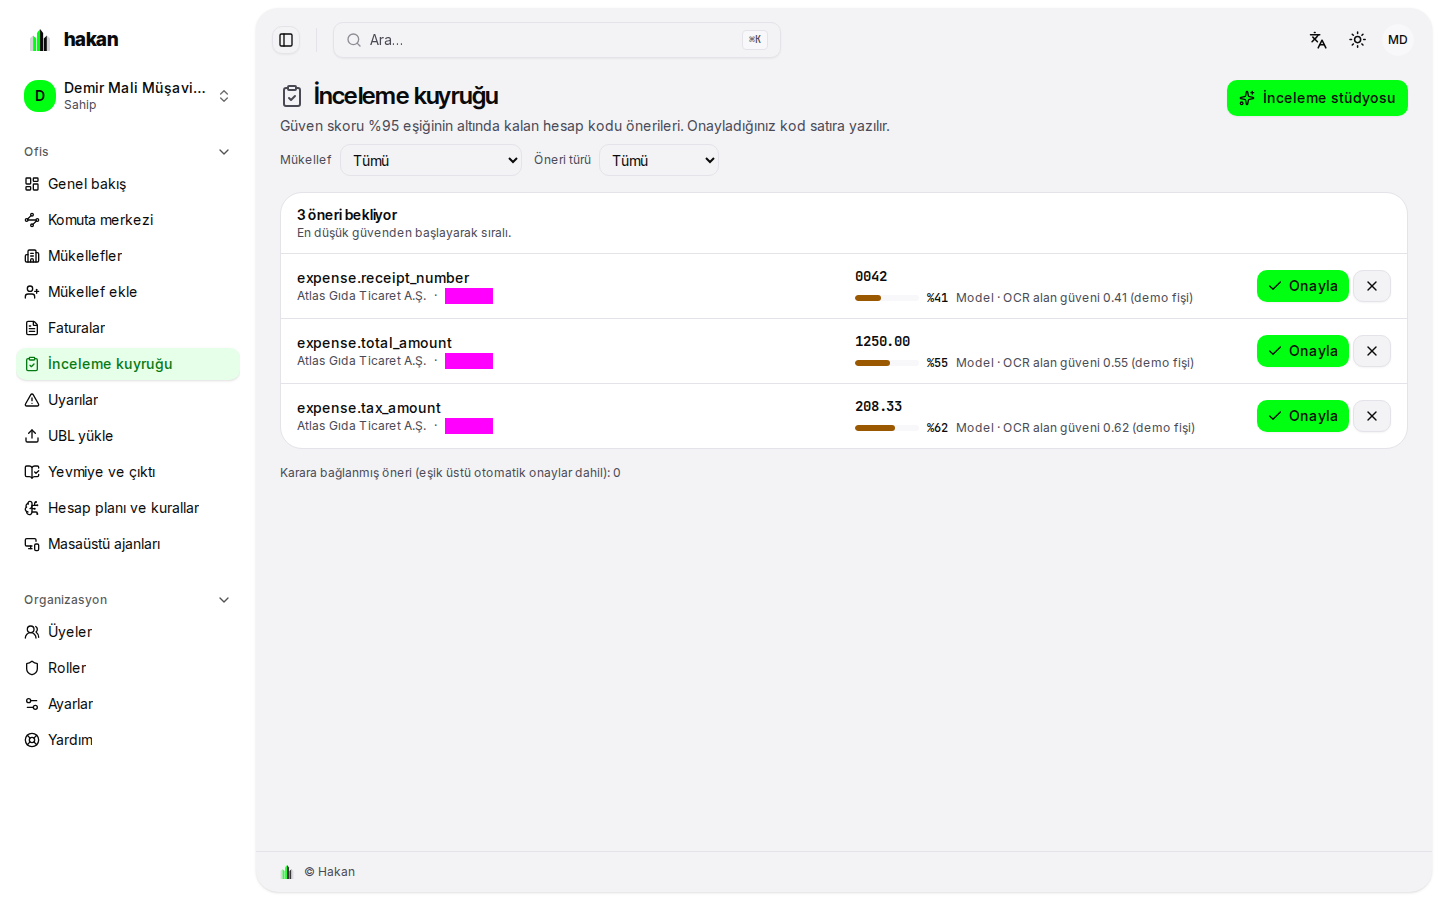 hakan
Ara...
⌘K
MD
D
Demir Mali Müşavi...
Sahip
Ofis
Genel bakış
Komuta merkezi
Mükellefler
Mükellef ekle
Faturalar
İnceleme kuyruğu
Uyarılar
UBL yükle
Yevmiye ve çıktı
Hesap planı ve kurallar
Masaüstü ajanları
Organizasyon
Üyeler
Roller
Ayarlar
Yardım
İnceleme kuyruğu
İnceleme stüdyosu
Güven skoru %95 eşiğinin altında kalan hesap kodu önerileri. Onayladığınız kod satıra yazılır.
Mükellef Tümü Öneri türü Tümü
3 öneri bekliyor
En düşük güvenden başlayarak sıralı.
expense.receipt_number
Atlas Gıda Ticaret A.Ş. ·
0042
%41 Model · OCR alan güveni 0.41 (demo fişi)
Onayla
expense.total_amount
Atlas Gıda Ticaret A.Ş. ·
1250.00
%55 Model · OCR alan güveni 0.55 (demo fişi)
Onayla
expense.tax_amount
Atlas Gıda Ticaret A.Ş. ·
208.33
%62 Model · OCR alan güveni 0.62 (demo fişi)
Onayla
Karara bağlanmış öneri (eşik üstü otomatik onaylar dahil): 0
© Hakan